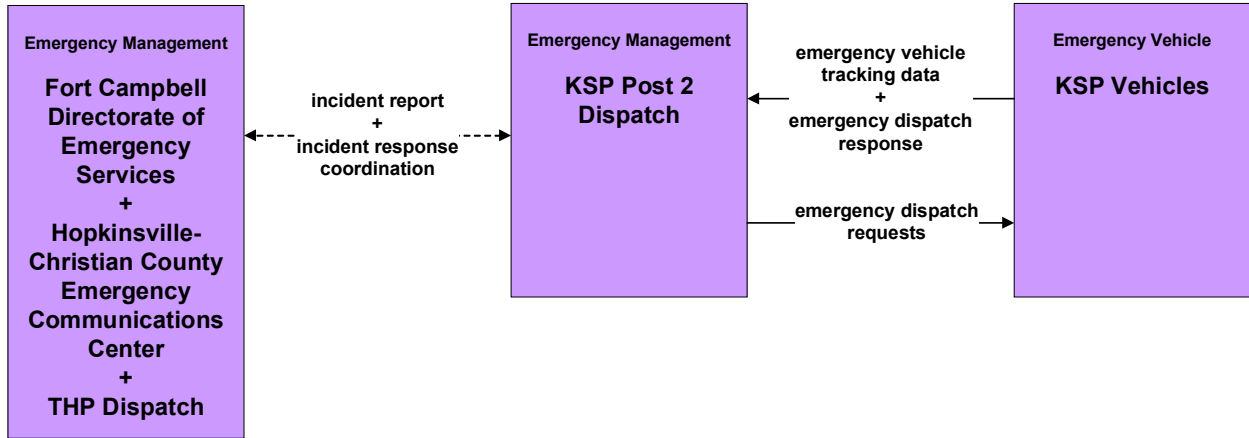 Emergency Management
Fort Campbell
Directorate of
Emergency
Services
+
Hopkinsville-
Christian County
Emergency
Communications
Center
+
THP Dispatch
incident report
+
incident response
coordination
Emergency Management
KSP Post 2
Dispatch
emergency vehicle
tracking data
+
emergency dispatch
response
emergency dispatch
requests
Emergency Vehicle
KSP Vehicles